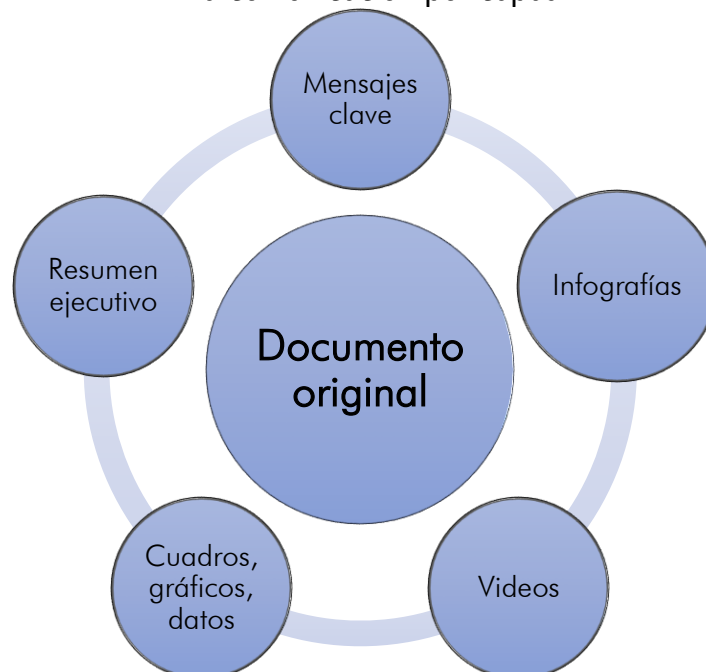 Mensajes
clave
Infografías
Videos
Cuadros,
gráficos,
datos
Resumen
ejecutivo
Documento
original